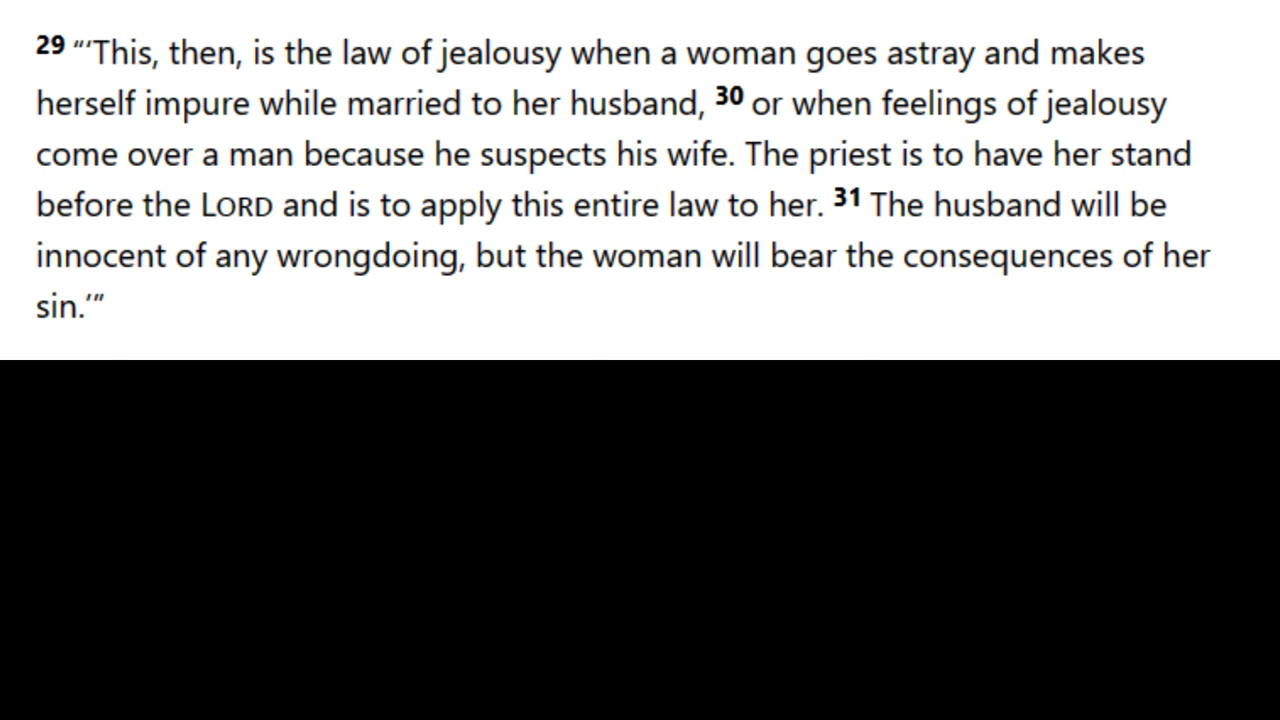 29 “‘This, then, is the law of jealousy when a woman goes astray and makes
herself impure while married to her husband, 30 or when feelings of jealousy
come over a man because he suspects his wife. The priest is to have her stand
before the LORD and is to apply this entire law to her. 31 The husband will be
innocent of any wrongdoing, but the woman will bear the consequences of her
sin.’”